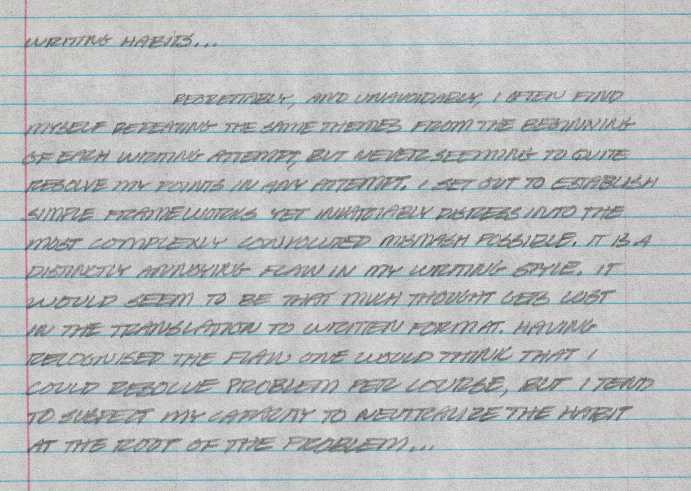 WRITING HABITS...
REGRETTABLY, AND UNAVOIDABLY, I OFTEN FIND
MYSELF REPEATING THE SAME THEMES FROM THE BEGINNING
OF EACH WRITING ATTEMPT, BUT NEVER SEEMING TO QUITE
RESOLVE MY POINTS IN ANY ATTEMPT. I SET OUT TO ESTABLISH
SIMPLE FRAMEWORKS YET INVARIABLY DIGRESS INTO THE
MOST COMPLEXLY CONVOLUTED MISMASH POSSIBLE. IT IS A
DISTINCTLY ANNOYING FLAW IN MY WRITING STYLE. IT
WOULD SEEM TO BE THAT MUCH THOUGHT GETS LOST
IN THE TRANSLATION TO WRITTEN FORMAT. HAVING
RECOGNISED THE FLAW ONE WOULD THINK THAT I
COULD RESOLVE PROBLEM PER COURSE, BUT I TEND
TO SUSPECT MY CAPACITY TO NEUTRALIZE THE HABIT
AT THE ROOT OF THE PROBLEM...